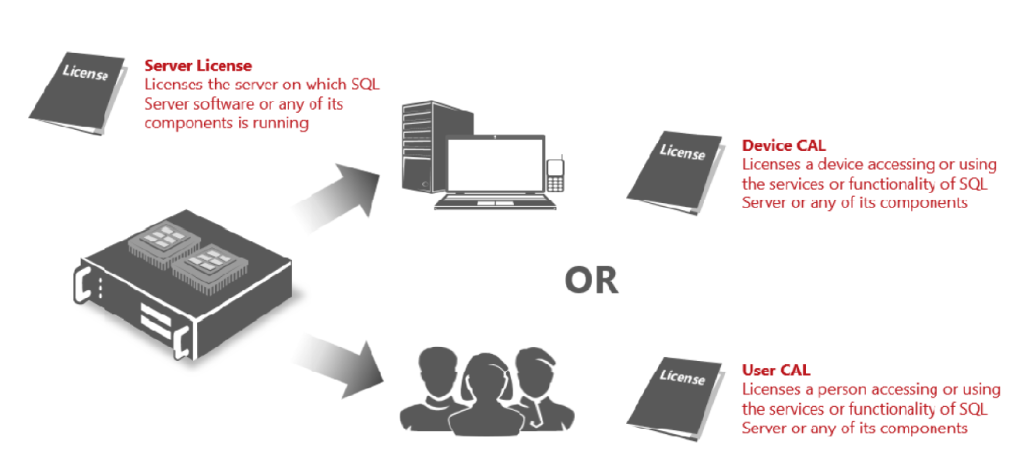 License
Server License
Licenses the server on which SQL
Server software or any of its
components is running
License
Device CAL
Licenses a device accessing or using
the services or functionality of SQL
Server or any of its components
OR
License
User CAL
Licenses a person accessing or using
the services or functionality of SQL
Server or any of its components